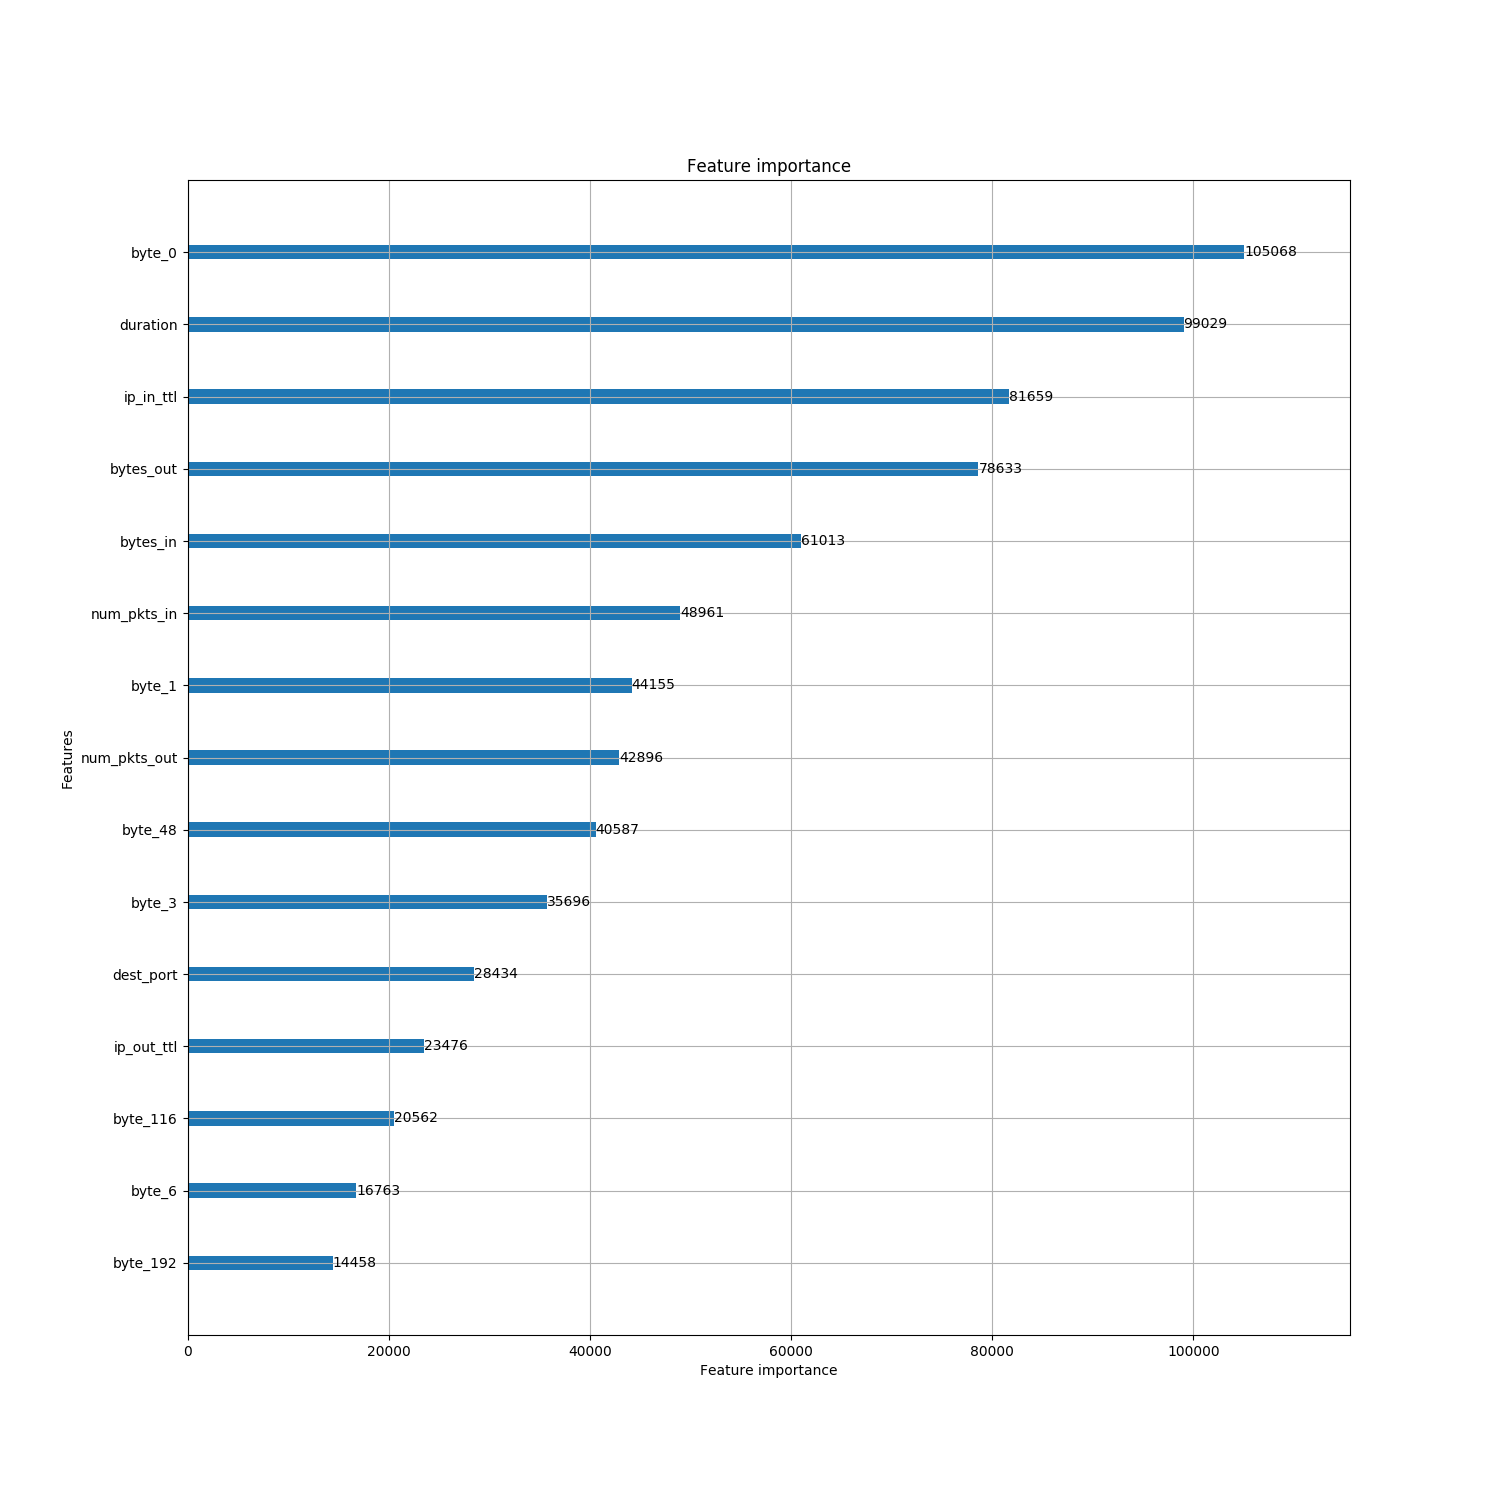 Feature importance
byte_0 105068
duration 99029
ip_in_ttl 81659
bytes_out 78633
bytes_in 61013
num_pkts_in 48961
byte_1 44155
num_pkts_out 42896
byte_48 40587
byte_3 35696
dest_port 28434
ip_out_ttl 23476
byte_116 20562
byte_6 16763
byte_192 14458
Features
0 20000 40000 60000 80000 100000
Feature importance